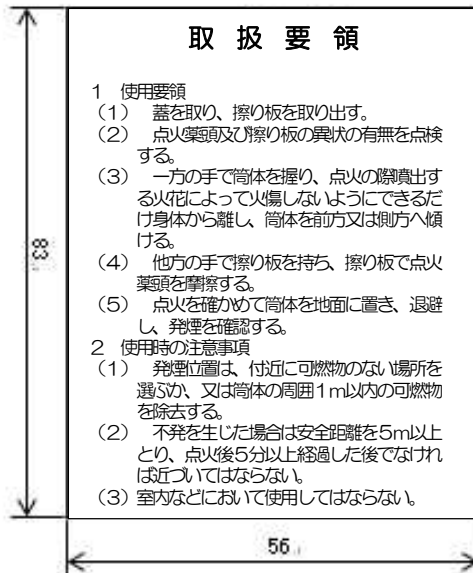 取扱要領
1 使用要領
(1) 蓋を取り、擦り板を取り出す。
(2) 点火薬頭及び擦り板の異状の有無を点検
する。
(3) 一方の手で筒体を握り、点火の際噴出す
る火花によって火傷しないようにできるだ
け身体から離し、筒体を前方又は側方へ傾
ける。
(4) 他方の手で擦り板を持ち、擦り板で点火
薬頭を摩擦する。
(5) 点火を確かめて筒体を地面に置き、退避
し、発煙を確認する。
2 使用時の注意事項
(1) 発煙位置は、付近に可燃物のない場所を
選ぶか、又は筒体の周囲1m以内の可燃物
を除去する。
(2) 不発を生じた場合は安全距離を5m以上
とり、点火後5分以上経過した後でなけれ
ば近づいてはならない。
(3) 室内などにおいて使用してはならない。
83
56